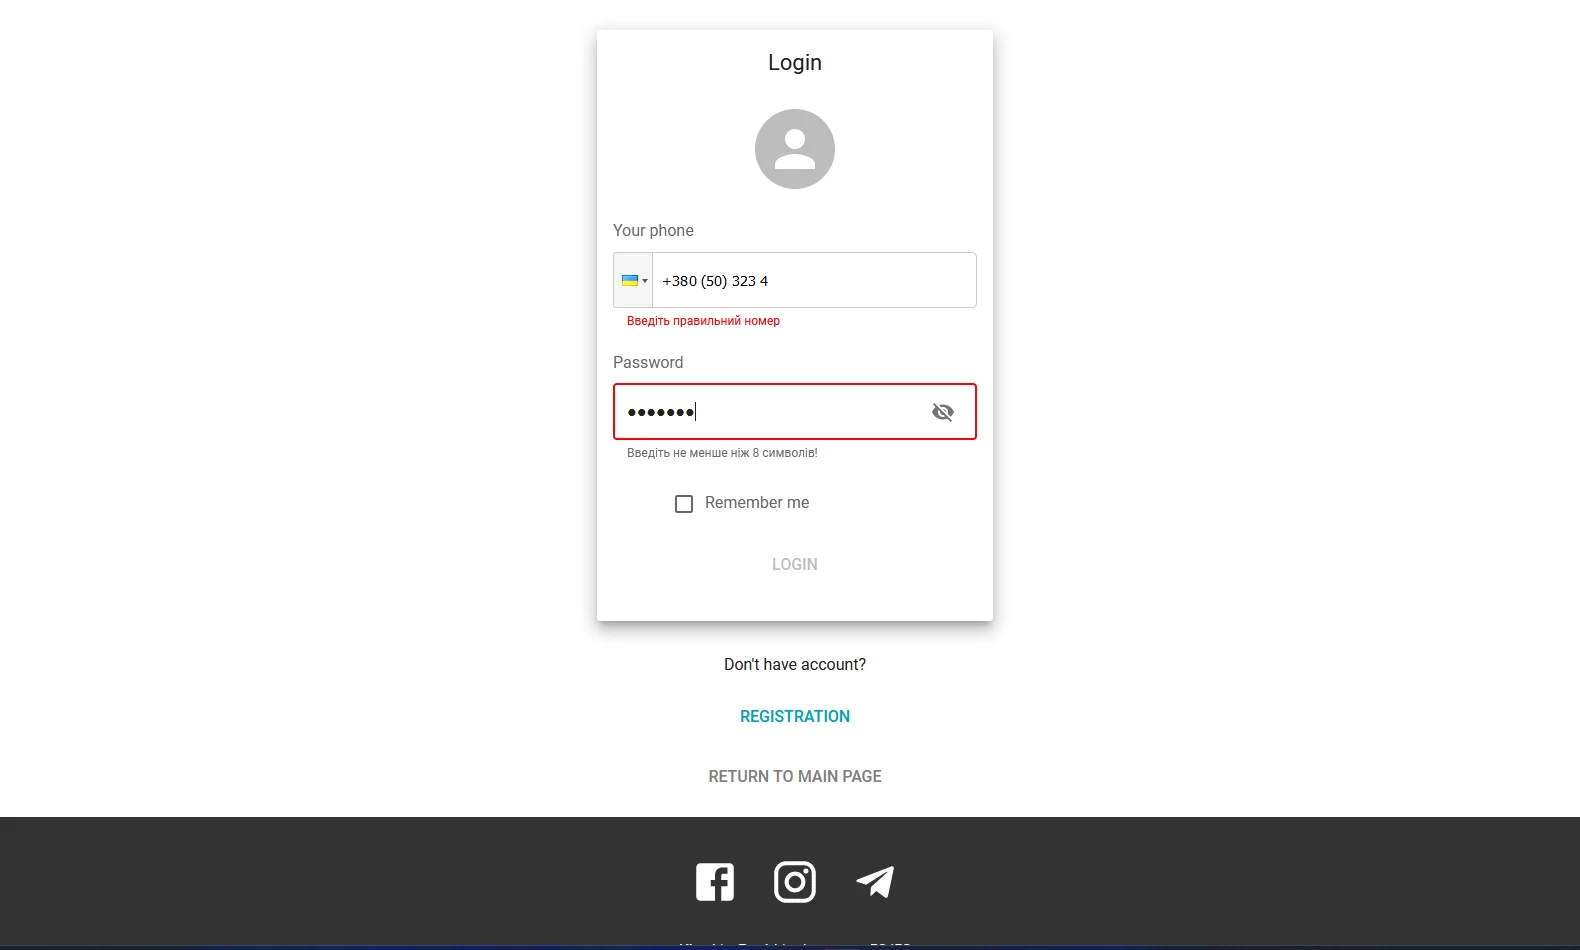 Login
Your phone
+380 (50) 323 4
Введіть правильний номер
Password
Введіть не менше ніж 8 символів!
Remember me
LOGIN
Don't have account?
REGISTRATION
RETURN TO MAIN PAGE